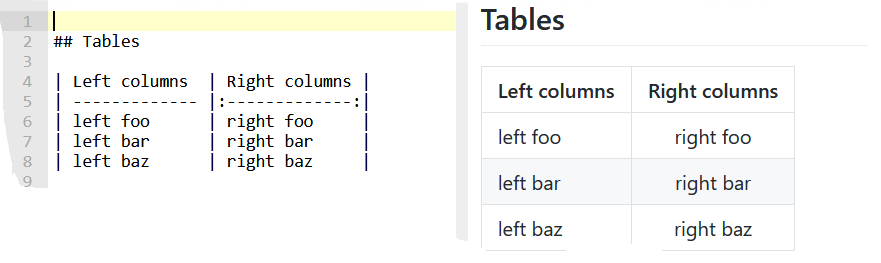 1
2 ## Tables
3
4 | Left columns  | Right columns |
5 | ------------- |:-------------:|
6 | left foo      | right foo     |
7 | left bar      | right bar     |
8 | left baz      | right baz     |
9
Tables
Left columns Right columns
left foo right foo
left bar right bar
left baz right baz